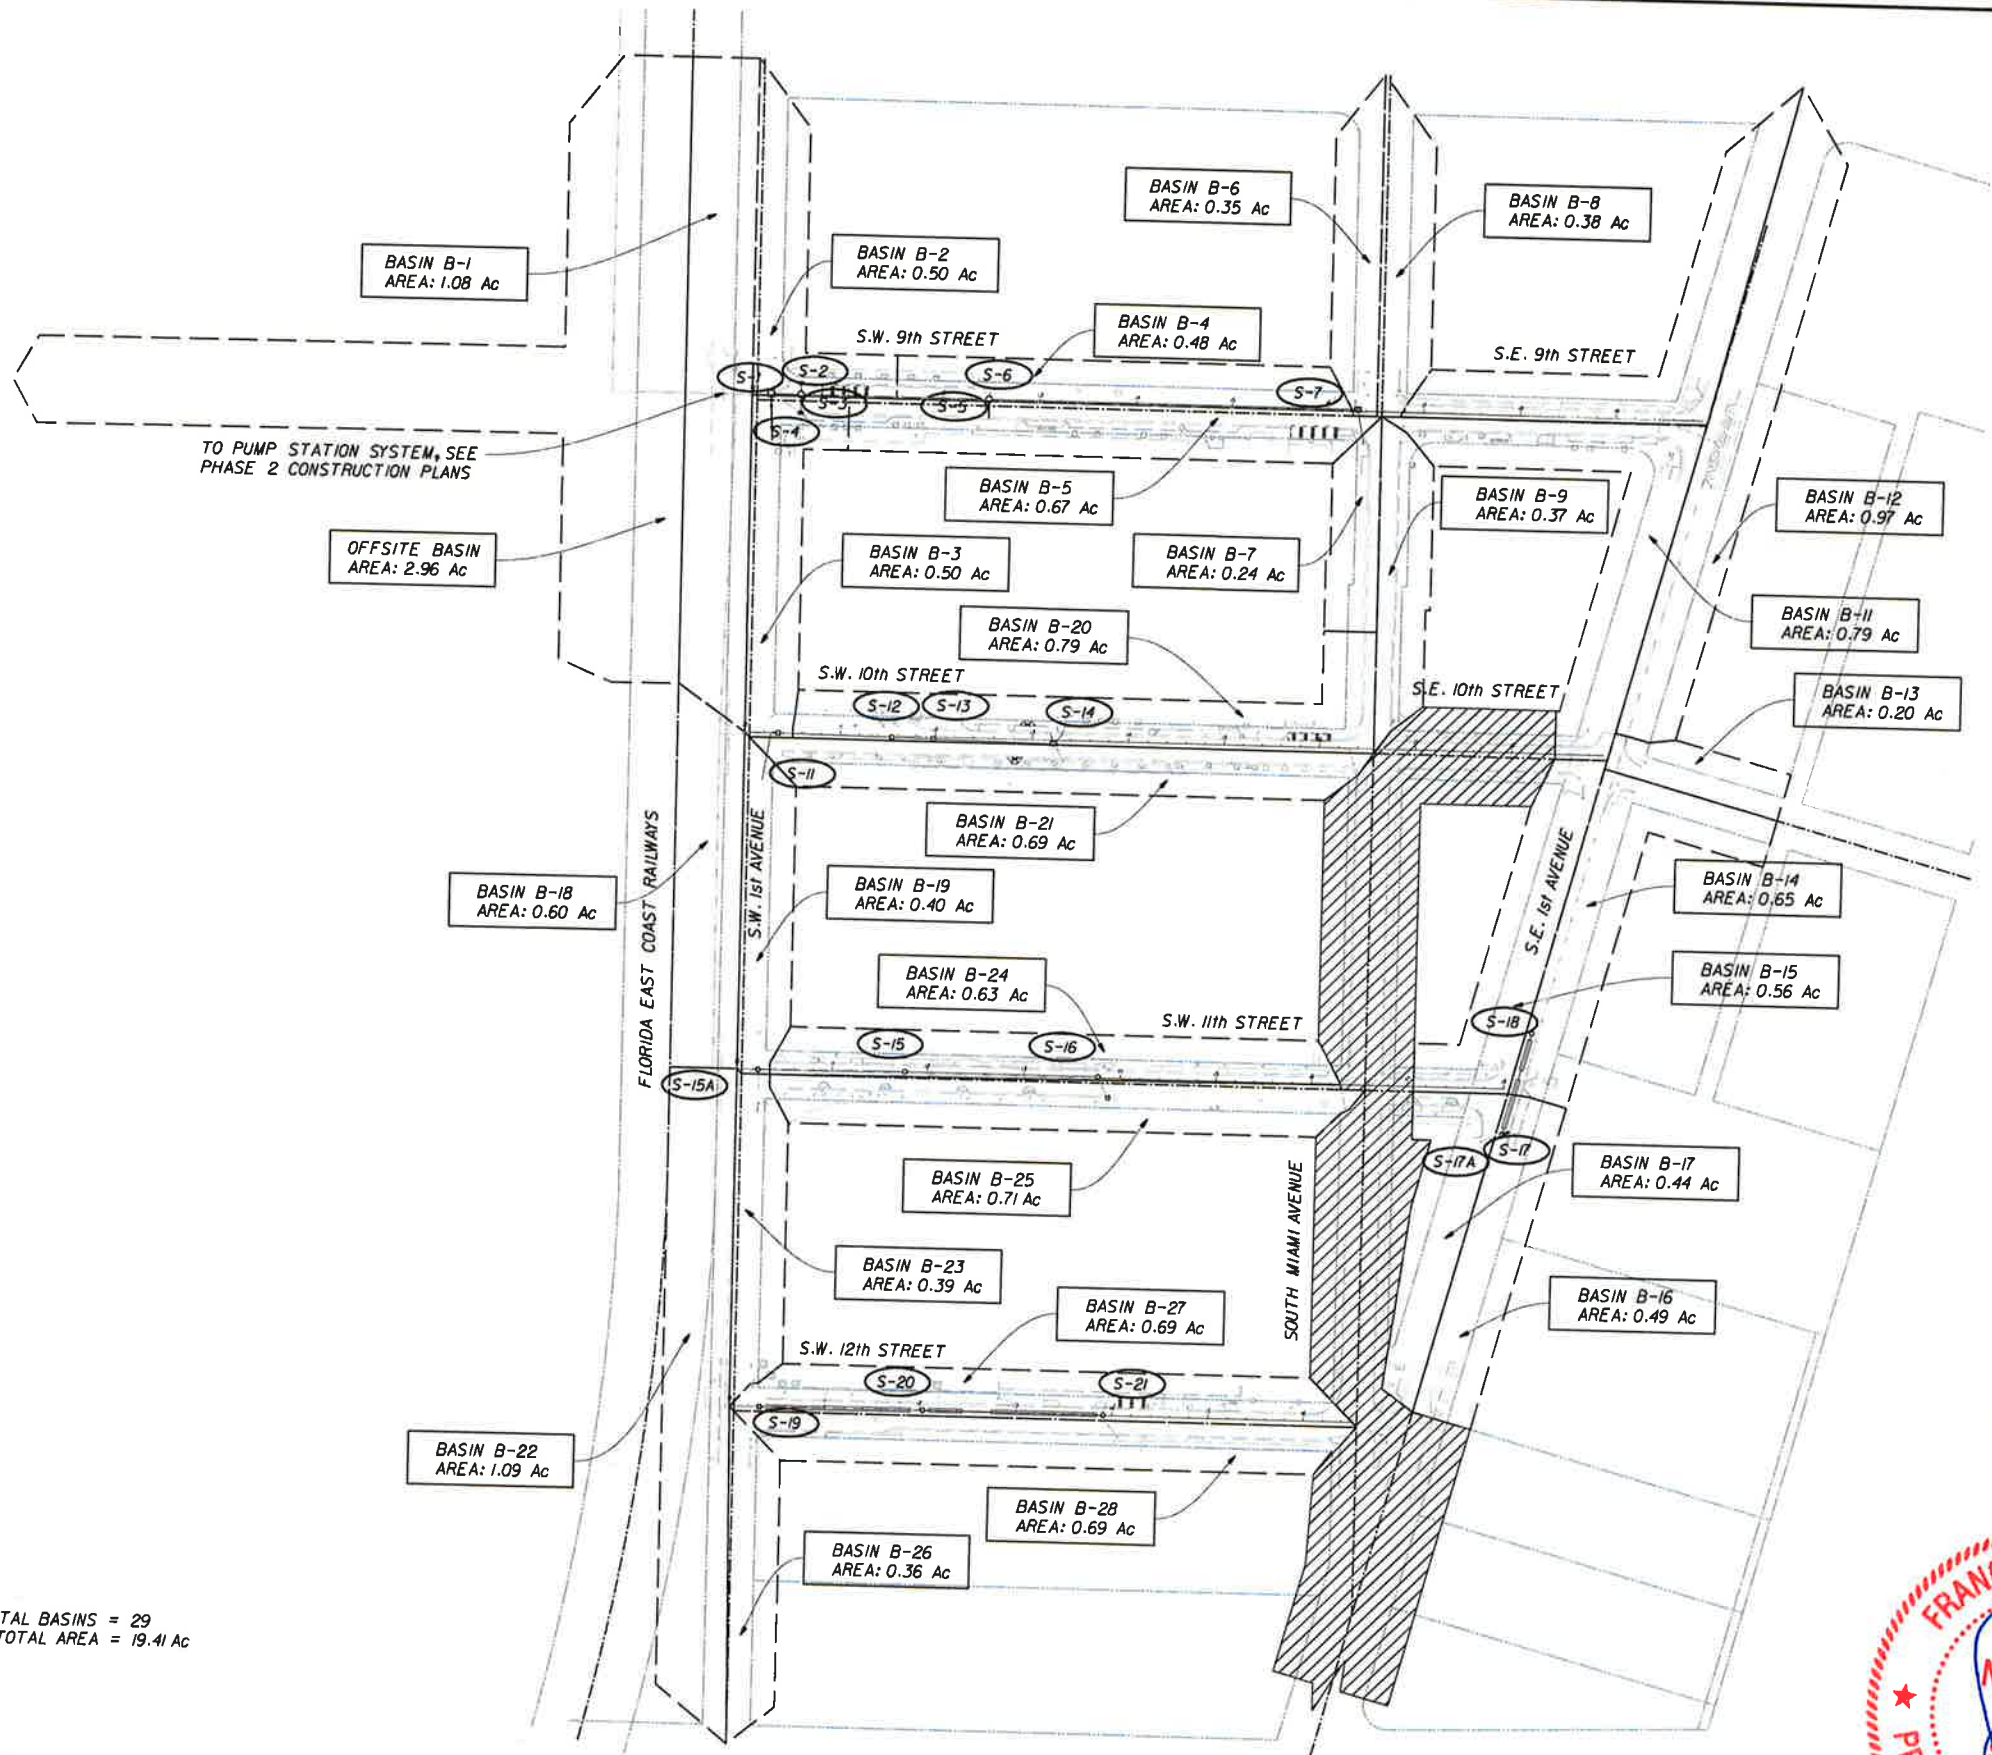 BASIN B-6
AREA: 0.35 Ac
BASIN B-8
AREA: 0.38 Ac
BASIN B-1
AREA: 1.08 Ac
BASIN B-2
AREA: 0.50 Ac
BASIN B-4
AREA: 0.48 Ac
S.W. 9th STREET
S.E. 9th STREET
S-1
S-2
S-6
S-7
S-3
S-5
S-4
TO PUMP STATION SYSTEM, SEE
PHASE 2 CONSTRUCTION PLANS
BASIN B-5
AREA: 0.67 Ac
BASIN B-9
AREA: 0.37 Ac
BASIN B-12
AREA: 0.97 Ac
OFFSITE BASIN
AREA: 2.96 Ac
BASIN B-3
AREA: 0.50 Ac
BASIN B-7
AREA: 0.24 Ac
BASIN B-20
AREA: 0.79 Ac
BASIN B-11
AREA: 0.79 Ac
S.W. 10th STREET
S.E. 10th STREET
BASIN B-13
AREA: 0.20 Ac
S-12
S-13
S-14
S-11
BASIN B-21
AREA: 0.69 Ac
FLORIDA EAST COAST RAILWAYS
S.W. 1st AVENUE
S.E. 1st AVENUE
BASIN B-18
AREA: 0.60 Ac
BASIN B-19
AREA: 0.40 Ac
BASIN B-14
AREA: 0.65 Ac
BASIN B-24
AREA: 0.63 Ac
BASIN B-15
AREA: 0.56 Ac
S.W. 11th STREET
S-18
S-15
S-16
S-15A
S-17A
S-17
BASIN B-25
AREA: 0.71 Ac
BASIN B-17
AREA: 0.44 Ac
SOUTH MIAMI AVENUE
BASIN B-23
AREA: 0.39 Ac
BASIN B-27
AREA: 0.69 Ac
BASIN B-16
AREA: 0.49 Ac
S.W. 12th STREET
S-20
S-21
S-19
BASIN B-22
AREA: 1.09 Ac
BASIN B-28
AREA: 0.69 Ac
BASIN B-26
AREA: 0.36 Ac
TAL BASINS = 29
TOTAL AREA = 19.41 Ac
FRAN